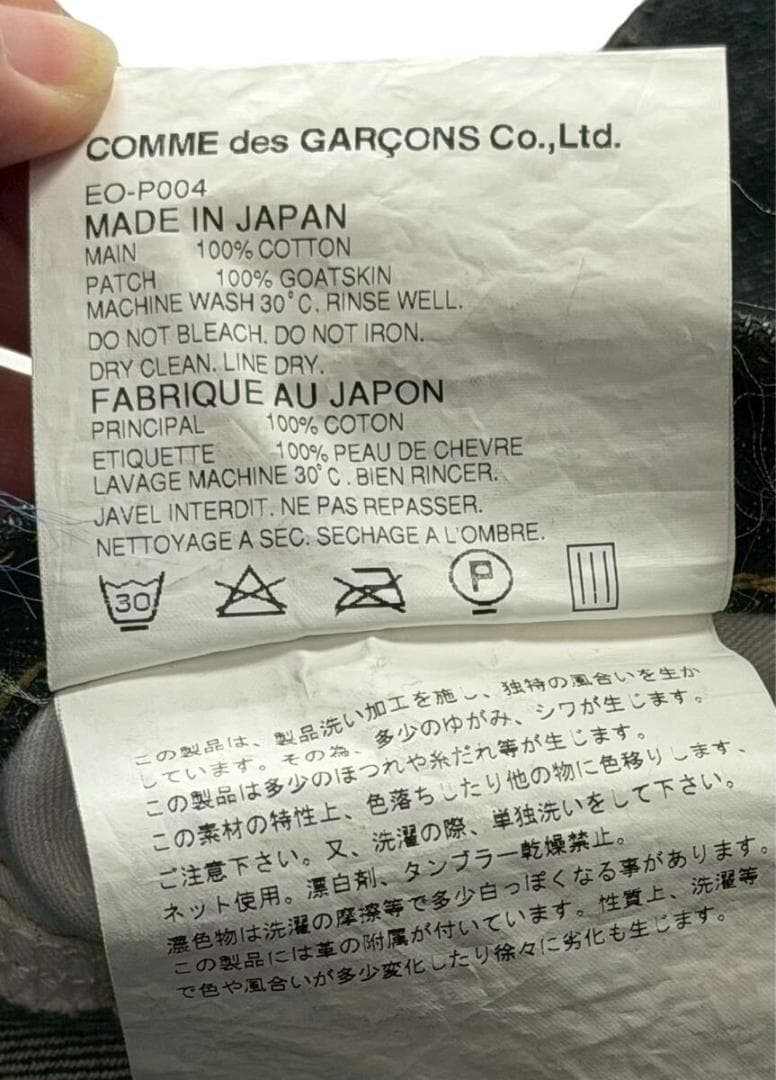 COMME des GARÇONS Co.,Ltd.
EO-P004
MADE IN JAPAN
MAIN 100% COTTON
PATCH 100% GOATSKIN
MACHINE WASH 30°C. RINSE WELL.
DO NOT BLEACH. DO NOT IRON.
DRY CLEAN. LINE DRY.
FABRIQUE AU JAPON
PRINCIPAL 100% COTON
ETIQUETTE 100% PEAU DE CHEVRE
LAVAGE MACHINE 30°C. BIEN RINCER.
JAVEL INTERDIT. NE PAS REPASSER.
NETTOYAGE A SEC. SECHAGE A L'OMBRE.
30 P
この製品は、製品洗い加工を施し、独特の風合いを生か
しています。その為、多少のゆがみ、シワが生じます。
この製品は多少のほつれや糸だれ等が生じます。
この素材の特性上、色落ちしたり他の物に色移りします、
ご注意下さい。又、洗濯の際、単独洗いをして下さい。
ネット使用。漂白剤、タンブラー乾燥禁止。
濃色物は洗濯の摩擦等で多少白っぽくなる事があります。
この製品には革の附属が付いています。性質上、洗濯等
で色や風合いが多少変化したり徐々に劣化も生じます。